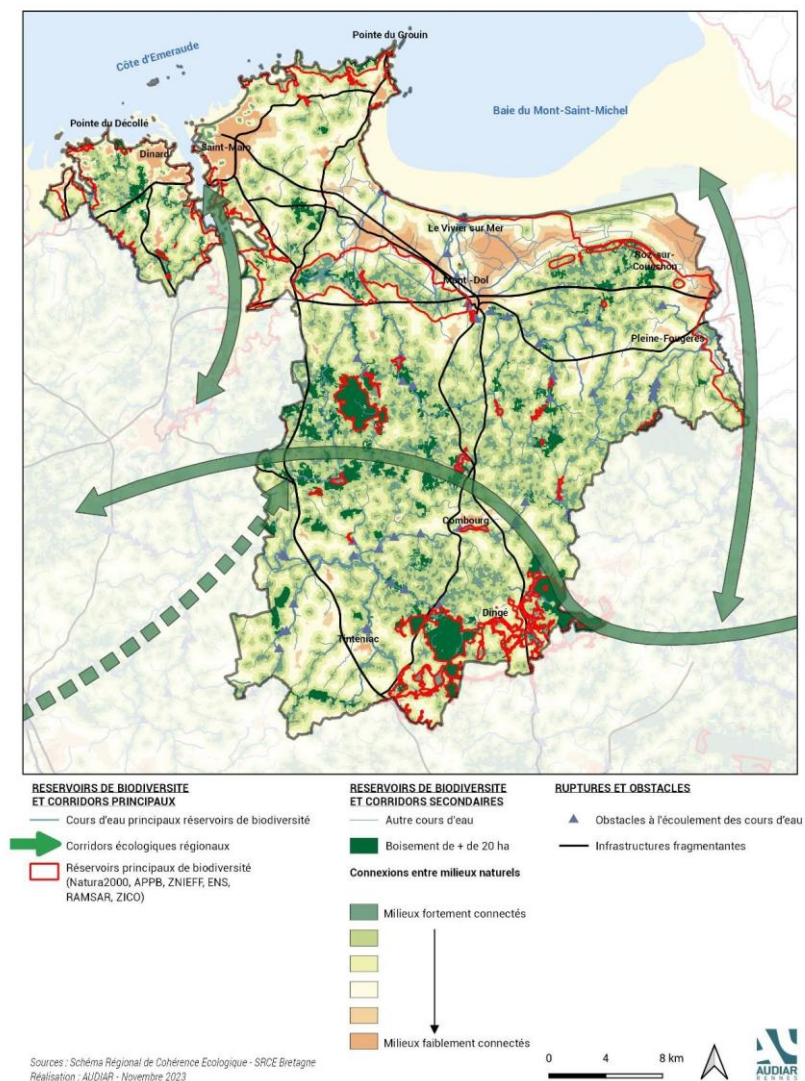 Pointe du Grouin
Côte d'Emeraude
Baie du Mont-Saint-Michel
Pointe du Décollé
Dinard
Saint-Malo
Le Vivier sur Mer
Roz-sur-
Couesnon
Mont-Dol
Pleine-Fougères
Combourg
Dingé
Tinténiac
RESERVOIRS DE BIODIVERSITE
ET CORRIDORS PRINCIPAUX
Cours d'eau principaux réservoirs de biodiversité
Corridors écologiques régionaux
Réservoirs principaux de biodiversité
(Natura2000, APPB, ZNIEFF, ENS,
RAMSAR, ZICO)
RESERVOIRS DE BIODIVERSITE
ET CORRIDORS SECONDAIRES
Autre cours d'eau
Boisement de + de 20 ha
Connexions entre milieux naturels
Milieux fortement connectés
Milieux faiblement connectés
RUPTURES ET OBSTACLES
Obstacles à l'écoulement des cours d'eau
Infrastructures fragmentantes
Sources : Schéma Régional de Cohérence Ecologique - SRCE Bretagne
Réalisation : AUDIAR - Novembre 2023
0 4 8 km
AUDIAR
RENNES